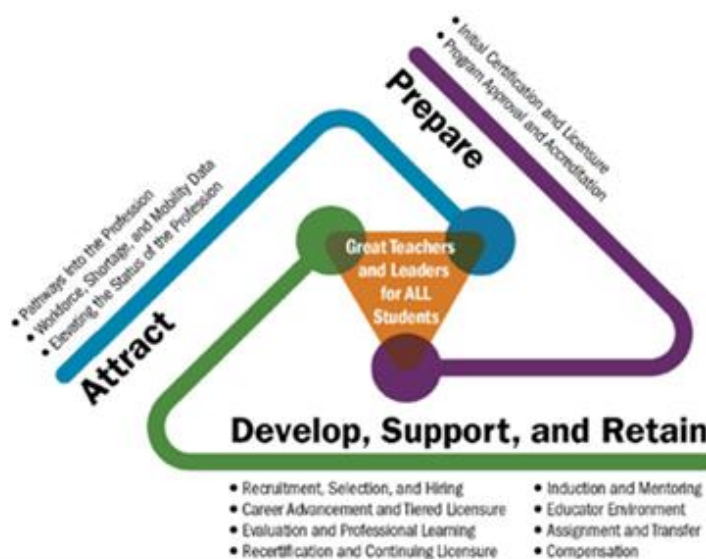 • Initial Certification and Licensure
• Program Approval and Accreditation
Prepare
• Pathways Into the Profession
• Workforce, Shortage, and Mobility Data
• Elevating the Status of the Profession
Attract
Great Teachers
and Leaders
for ALL
Students
Develop, Support, and Retain
• Recruitment, Selection, and Hiring
• Career Advancement and Tiered Licensure
• Evaluation and Professional Learning
• Recertification and Continuing Licensure
• Induction and Mentoring
• Educator Environment
• Assignment and Transfer
• Compensation